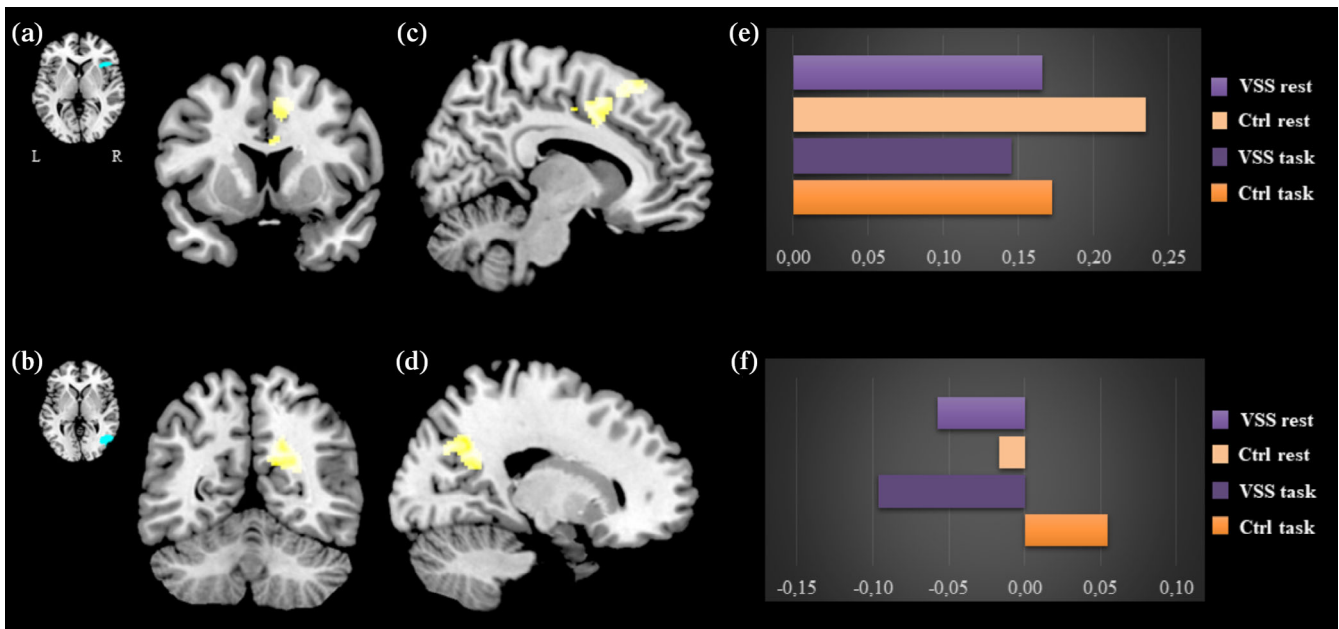 (a)
L R
(c)
(e)
VSS rest
Ctrl rest
VSS task
Ctrl task
0,00 0,05 0,10 0,15 0,20 0,25
(b)
(d)
(f)
VSS rest
Ctrl rest
VSS task
Ctrl task
-0,15 -0,10 -0,05 0,00 0,05 0,10